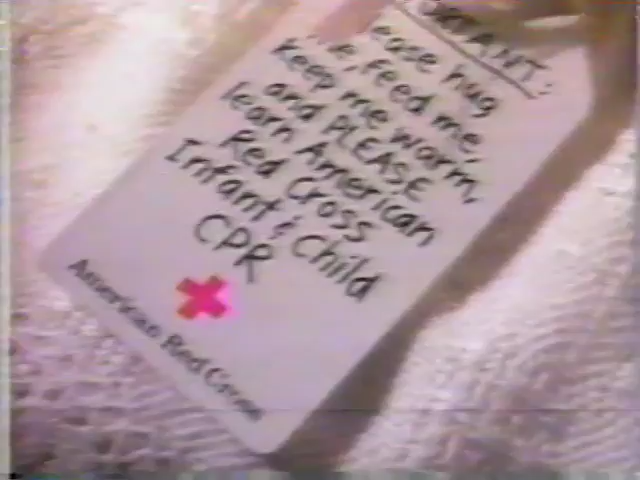 hug
feed me,
Keep me warm,
and PLEASE
learn American
Red Cross
Infant & Child
CPR
American Red Cross